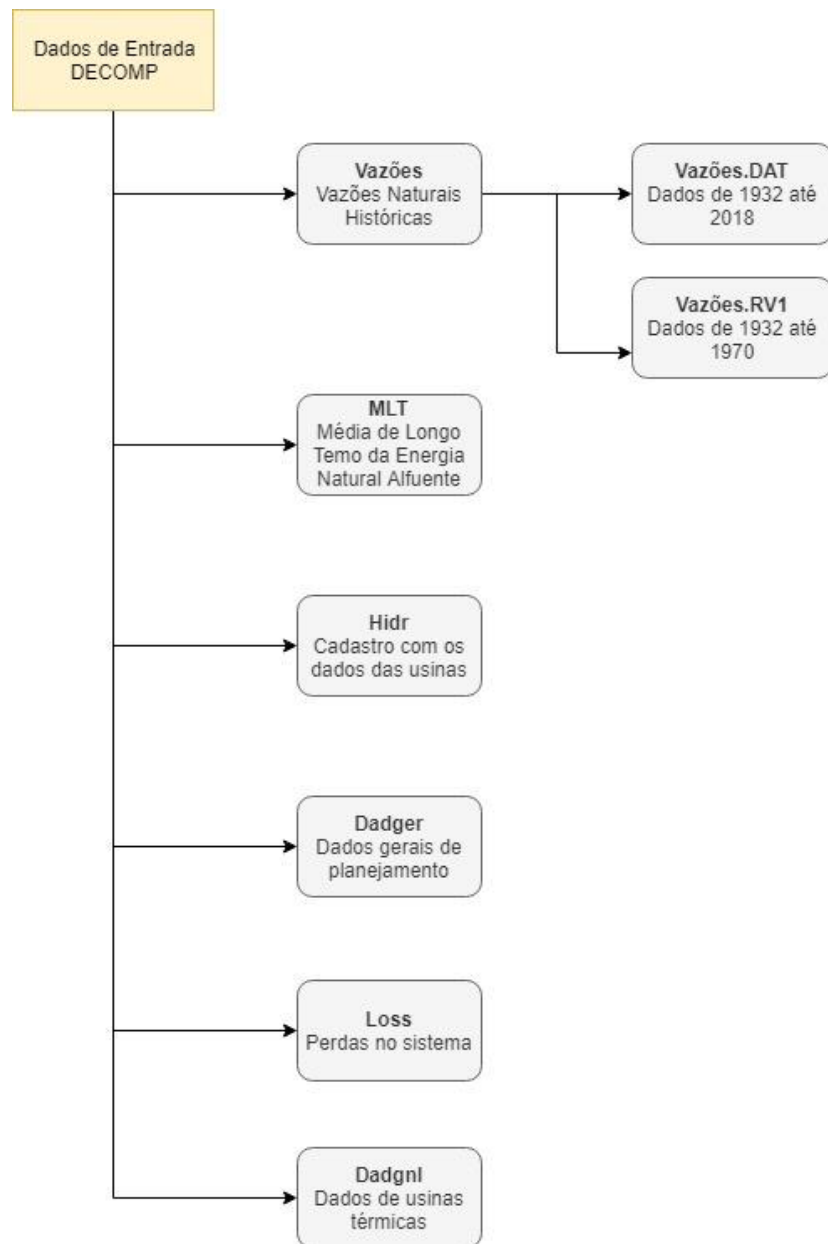 Dados de Entrada
DECOMP
Vazões
Vazões Naturais
Históricas
Vazões.DAT
Dados de 1932 até
2018
Vazões.RV1
Dados de 1932 até
1970
MLT
Média de Longo
Temo da Energia
Natural Alfuente
Hidr
Cadastro com os
dados das usinas
Dadger
Dados gerais de
planejamento
Loss
Perdas no sistema
Dadgnl
Dados de usinas
térmicas